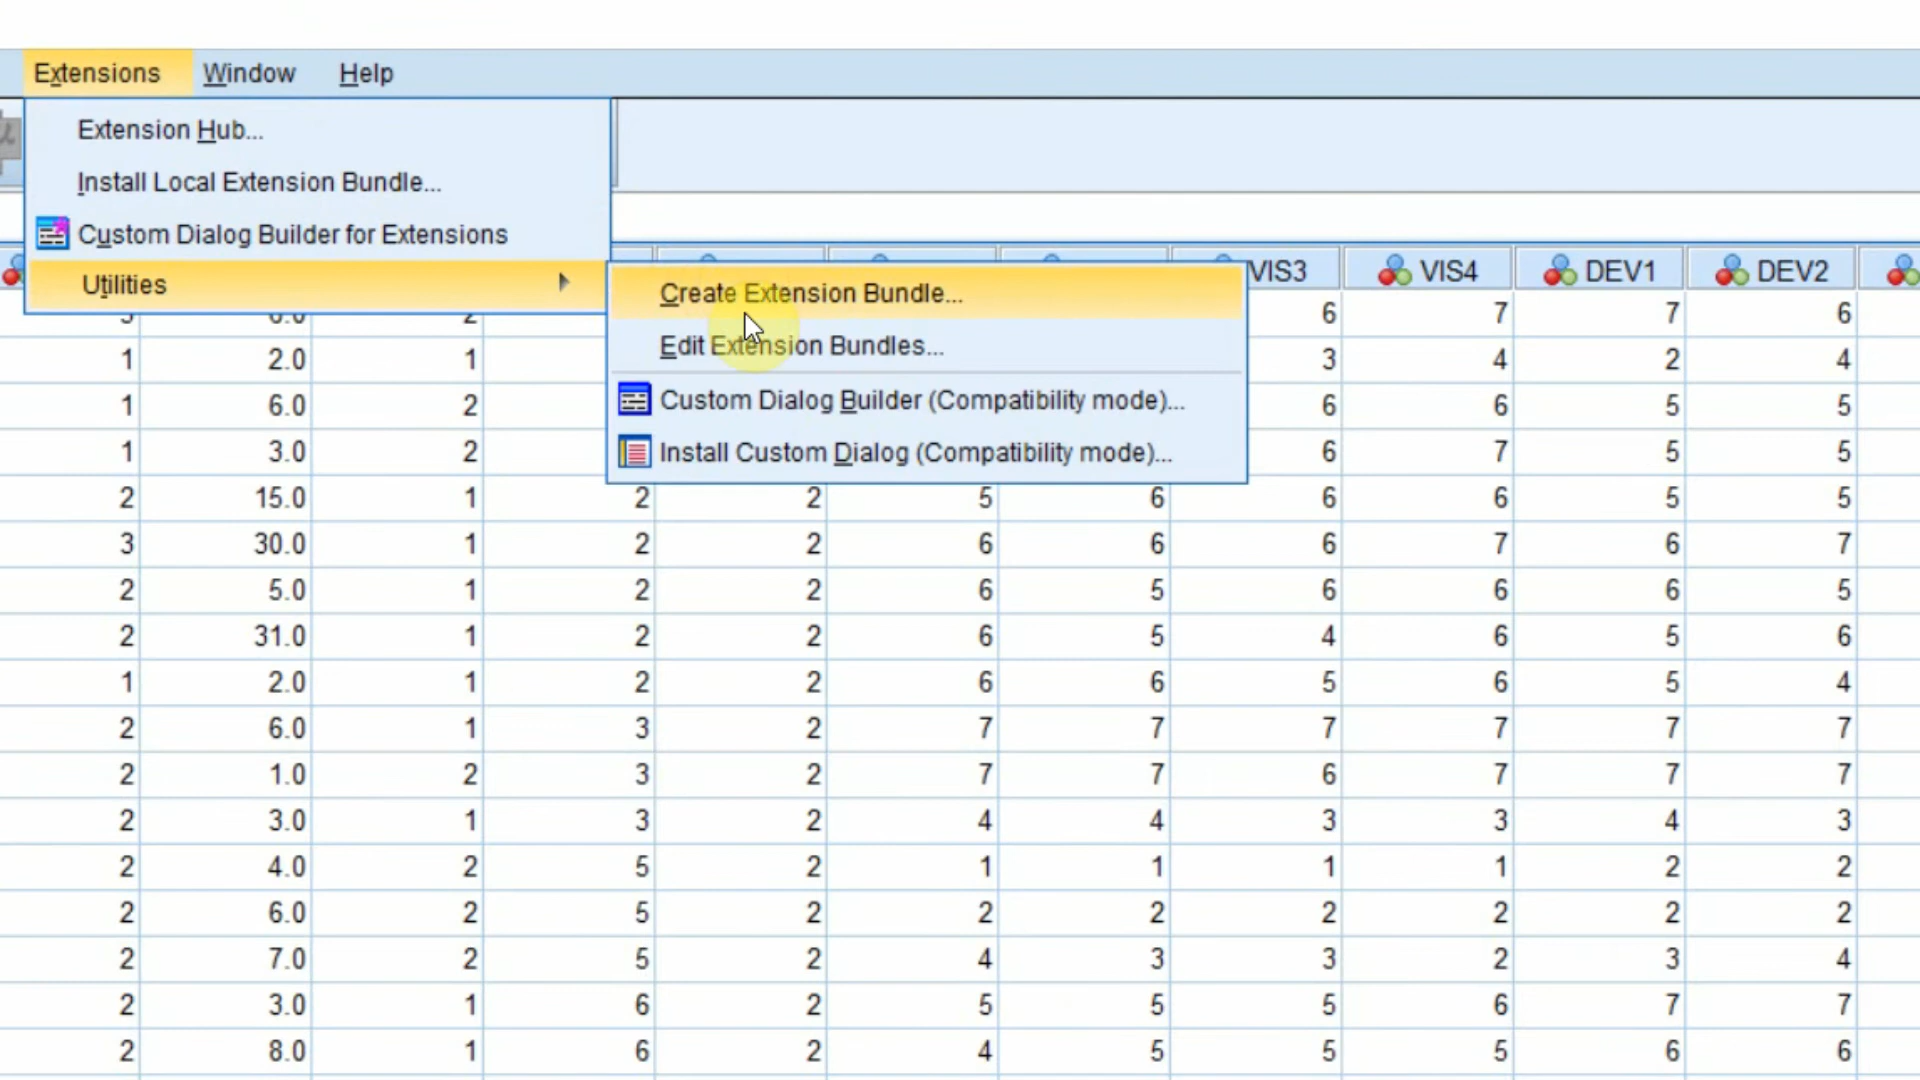 Extensions Window Help
Extension Hub...
Install Local Extension Bundle...
Custom Dialog Builder for Extensions
Utilities
Create Extension Bundle...
Edit Extension Bundles...
Custom Dialog Builder (Compatibility mode)...
Install Custom Dialog (Compatibility mode)...
VIS3 VIS4 DEV1 DEV2
6 7 7 6
1 2.0 1 3 4 2 4
1 6.0 2 6 6 5 5
1 3.0 2 6 7 5 5
2 15.0 1 2 2 5 6 6 6 5 5
3 30.0 1 2 2 6 6 6 7 6 7
2 5.0 1 2 2 6 5 6 6 6 5
2 31.0 1 2 2 6 5 4 6 5 6
1 2.0 1 2 2 6 6 5 6 5 4
2 6.0 1 3 2 7 7 7 7 7 7
2 1.0 2 3 2 7 7 6 7 7 7
2 3.0 1 3 2 4 4 3 3 4 3
2 4.0 2 5 2 1 1 1 1 2 2
2 6.0 2 5 2 2 2 2 2 2 2
2 7.0 2 5 2 4 3 3 2 3 4
2 3.0 1 6 2 5 5 5 6 7 7
2 8.0 1 6 2 4 5 5 5 6 6